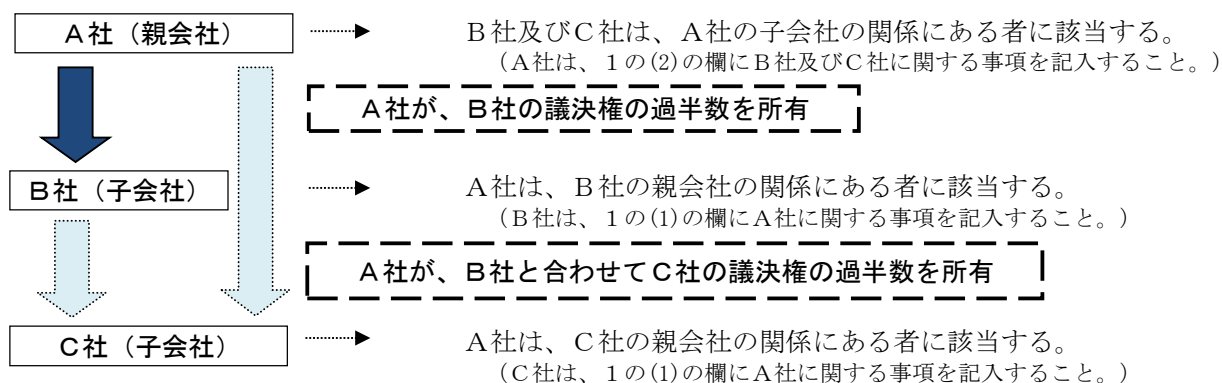 A社（親会社）
B社及びC社は、A社の子会社の関係にある者に該当する。
（A社は、１の(2)の欄にB社及びC社に関する事項を記入すること。）
A社が、B社の議決権の過半数を所有
B社（子会社）
A社は、B社の親会社の関係にある者に該当する。
（B社は、１の(1)の欄にA社に関する事項を記入すること。）
A社が、B社と合わせてC社の議決権の過半数を所有
C社（子会社）
A社は、C社の親会社の関係にある者に該当する。
（C社は、１の(1)の欄にA社に関する事項を記入すること。）